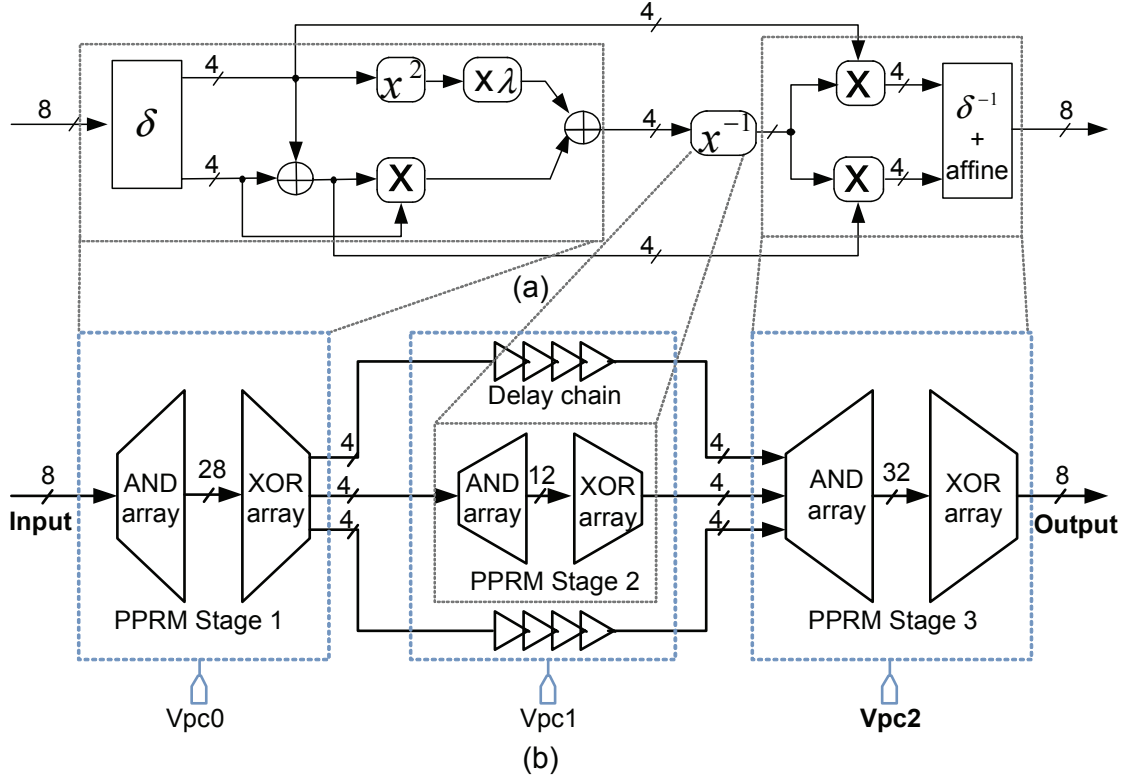 4
4
4
4
8
δ
x²
xλ
x⁻¹
X
δ⁻¹
+
affine
8
4
4
X
X
4
4
(a)
Delay chain
8
Input
AND
array
28
XOR
array
4
4
4
AND
array
12
XOR
array
4
4
4
AND
array
32
XOR
array
8
Output
PPRM Stage 1
PPRM Stage 2
PPRM Stage 3
Vpc0
Vpc1
Vpc2
(b)